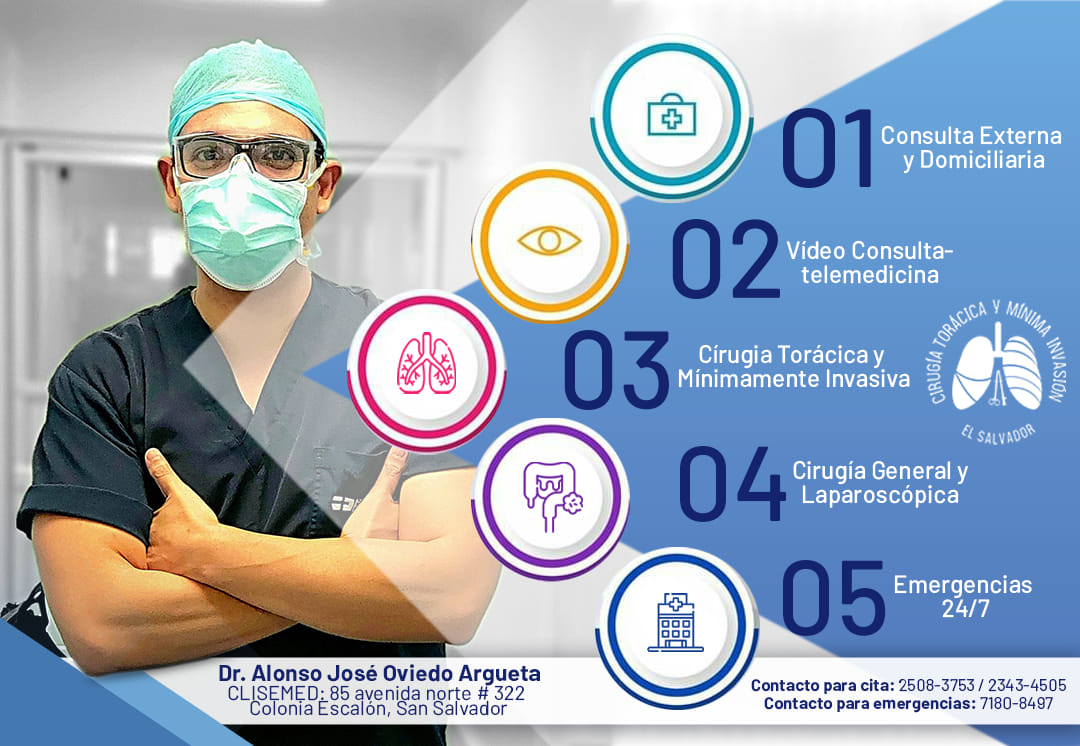 01
Consulta Externa
y Domiciliaria
02
Vídeo Consulta-
telemedicina
03
Círugia Torácica y
Mínimamente Invasiva
CIRUGÍA TORÁCICA Y MÍNIMA INVASIÓN
EL SALVADOR
04
Cirugía General y
Laparoscópica
05
Emergencias
24/7
Dr. Alonso José Oviedo Argueta
CLISEMED: 85 avenida norte # 322
Colonia Escalón, San Salvador
Contacto para cita: 2508-3753 / 2343-4505
Contacto para emergencias: 7180-8497